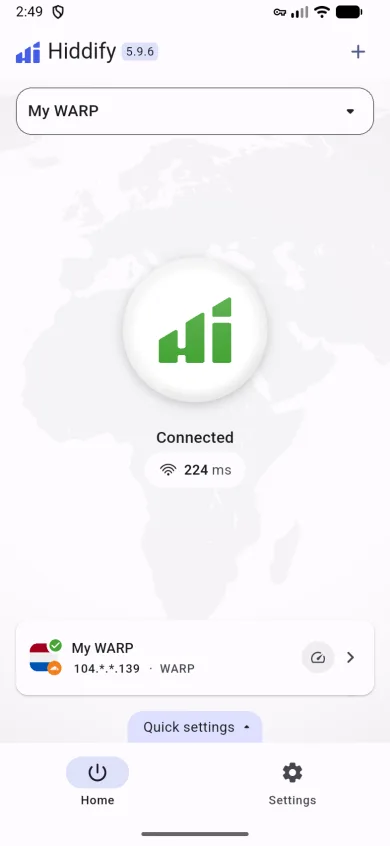 2:49
Hiddify 5.9.6
My WARP
Connected
224 ms
My WARP
104.*.*.139 · WARP
Quick settings
Home
Settings